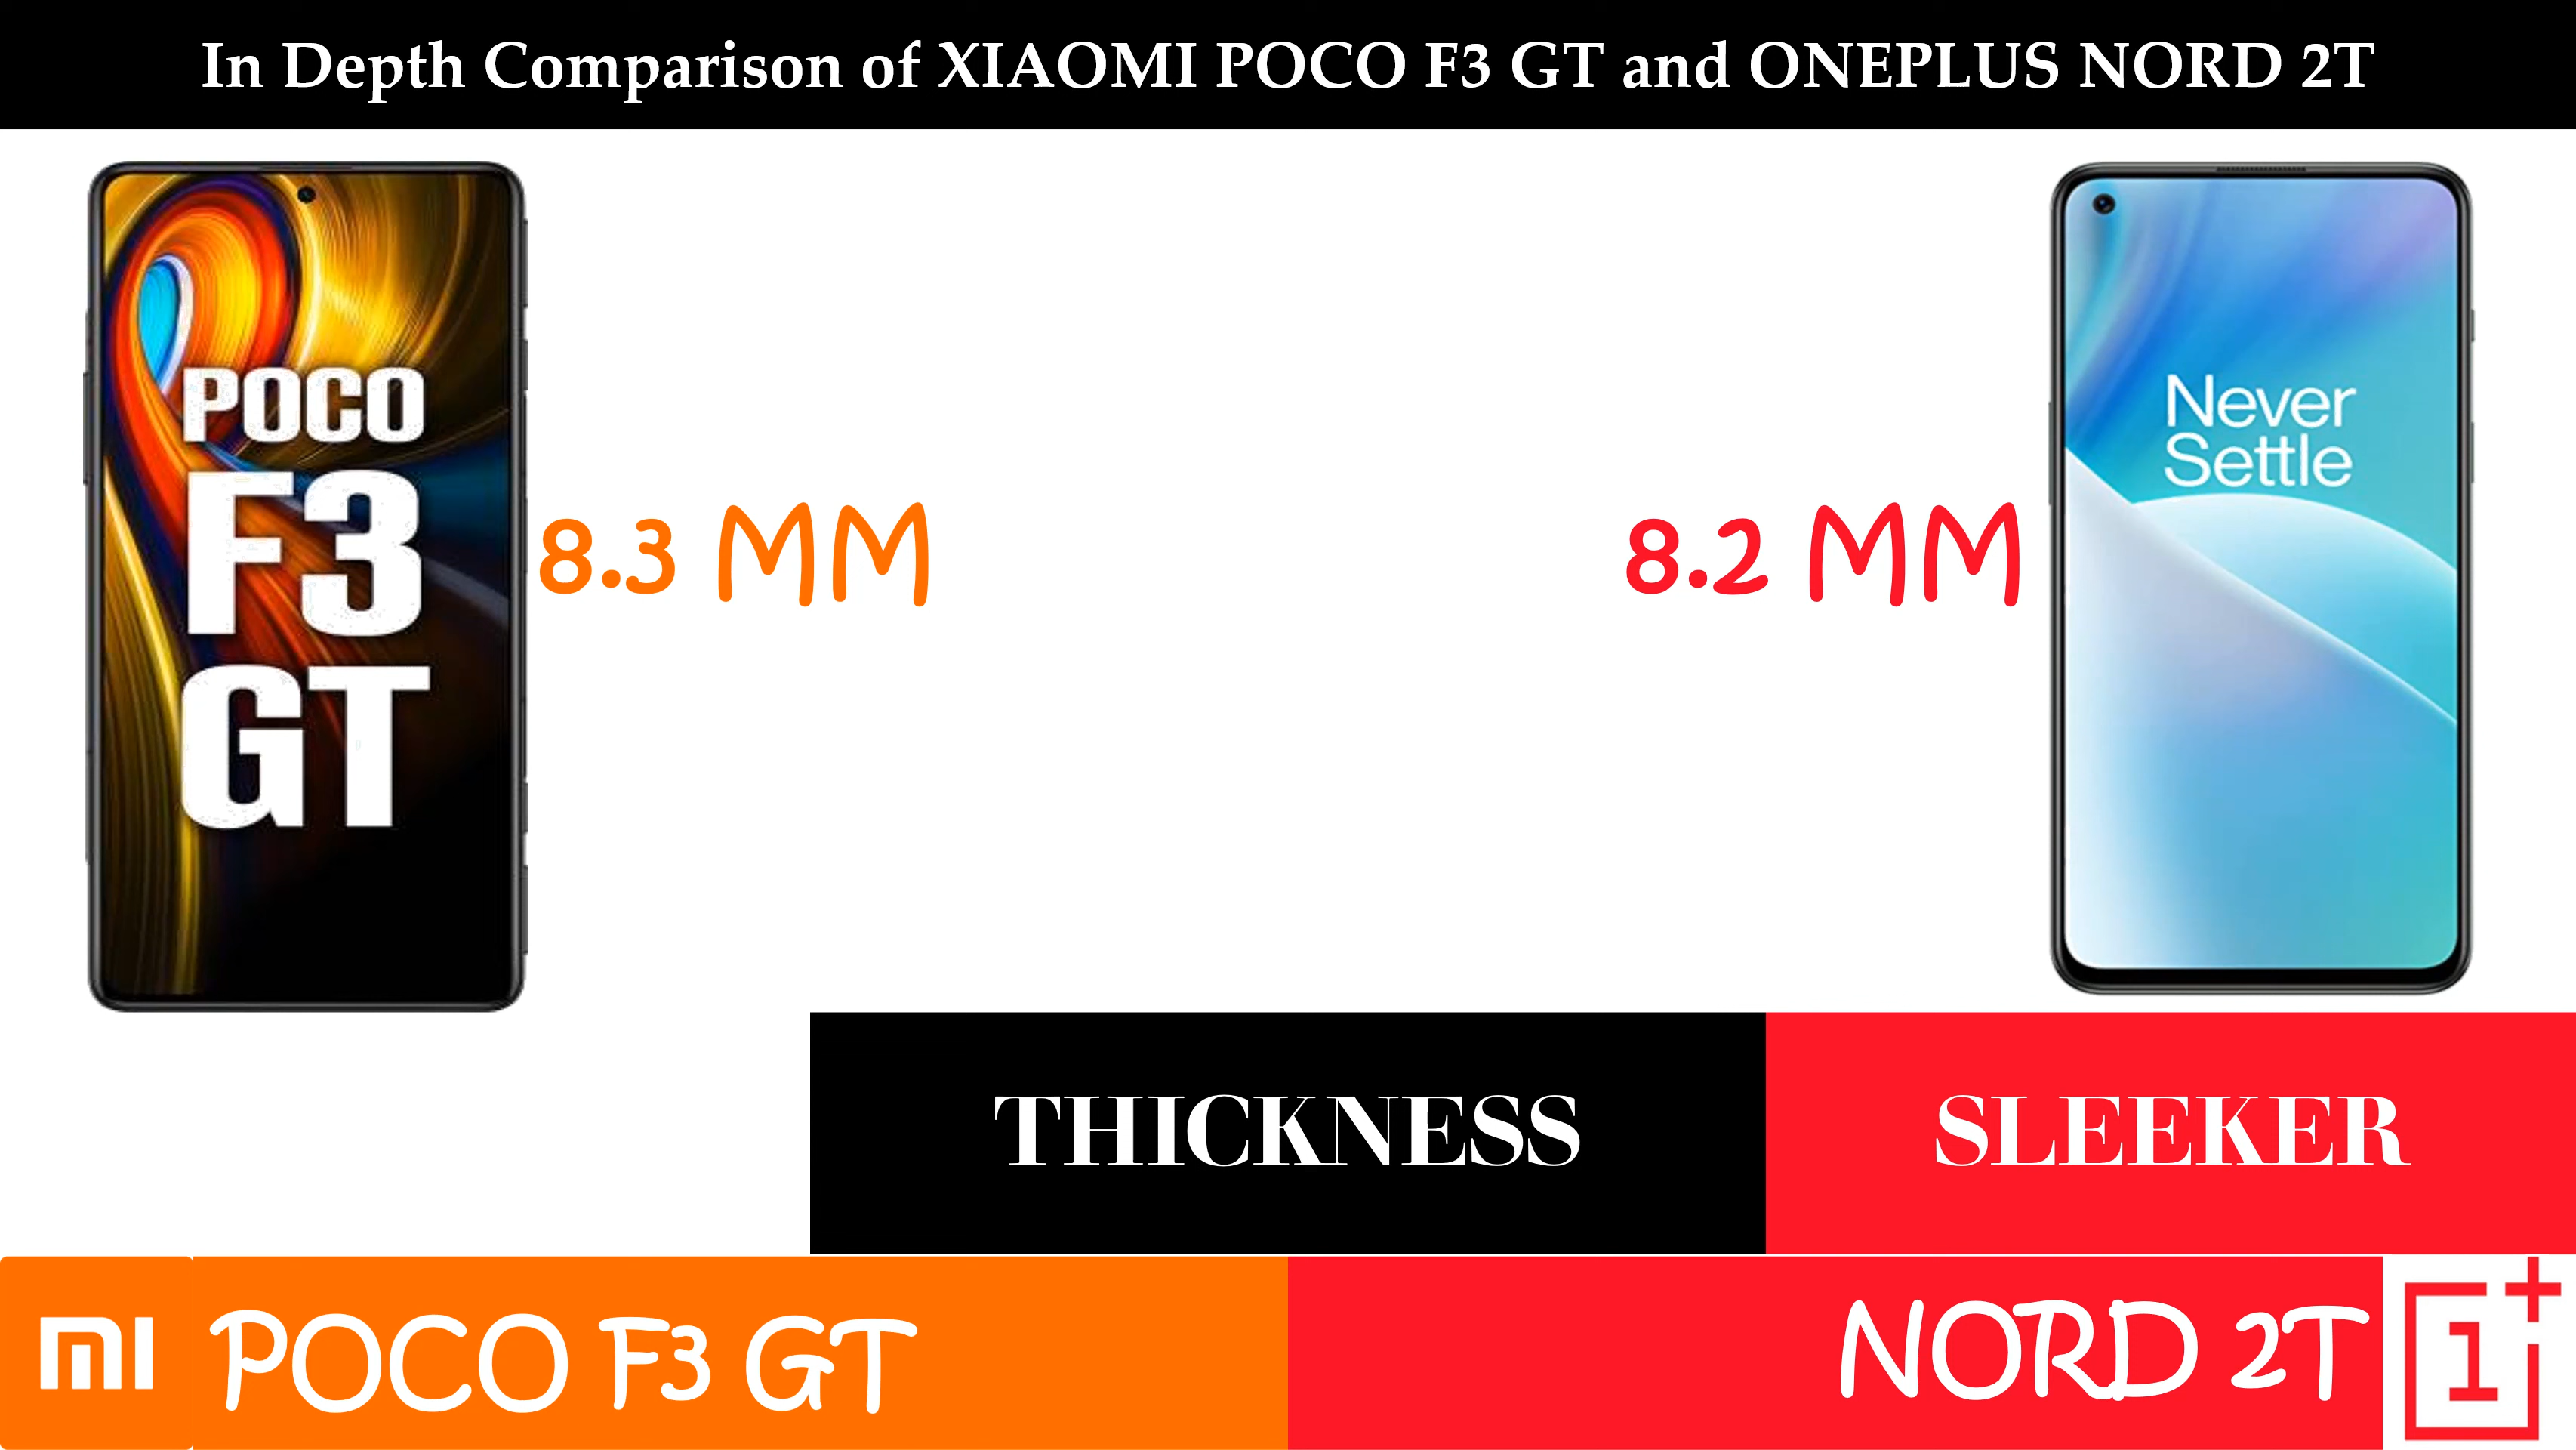 In Depth Comparison of XIAOMI POCO F3 GT and ONEPLUS NORD 2T
POCO
F3
GT
8.3 MM
8.2 MM
Never
Settle
THICKNESS
SLEEKER
MI
POCO F3 GT
NORD 2T
1+